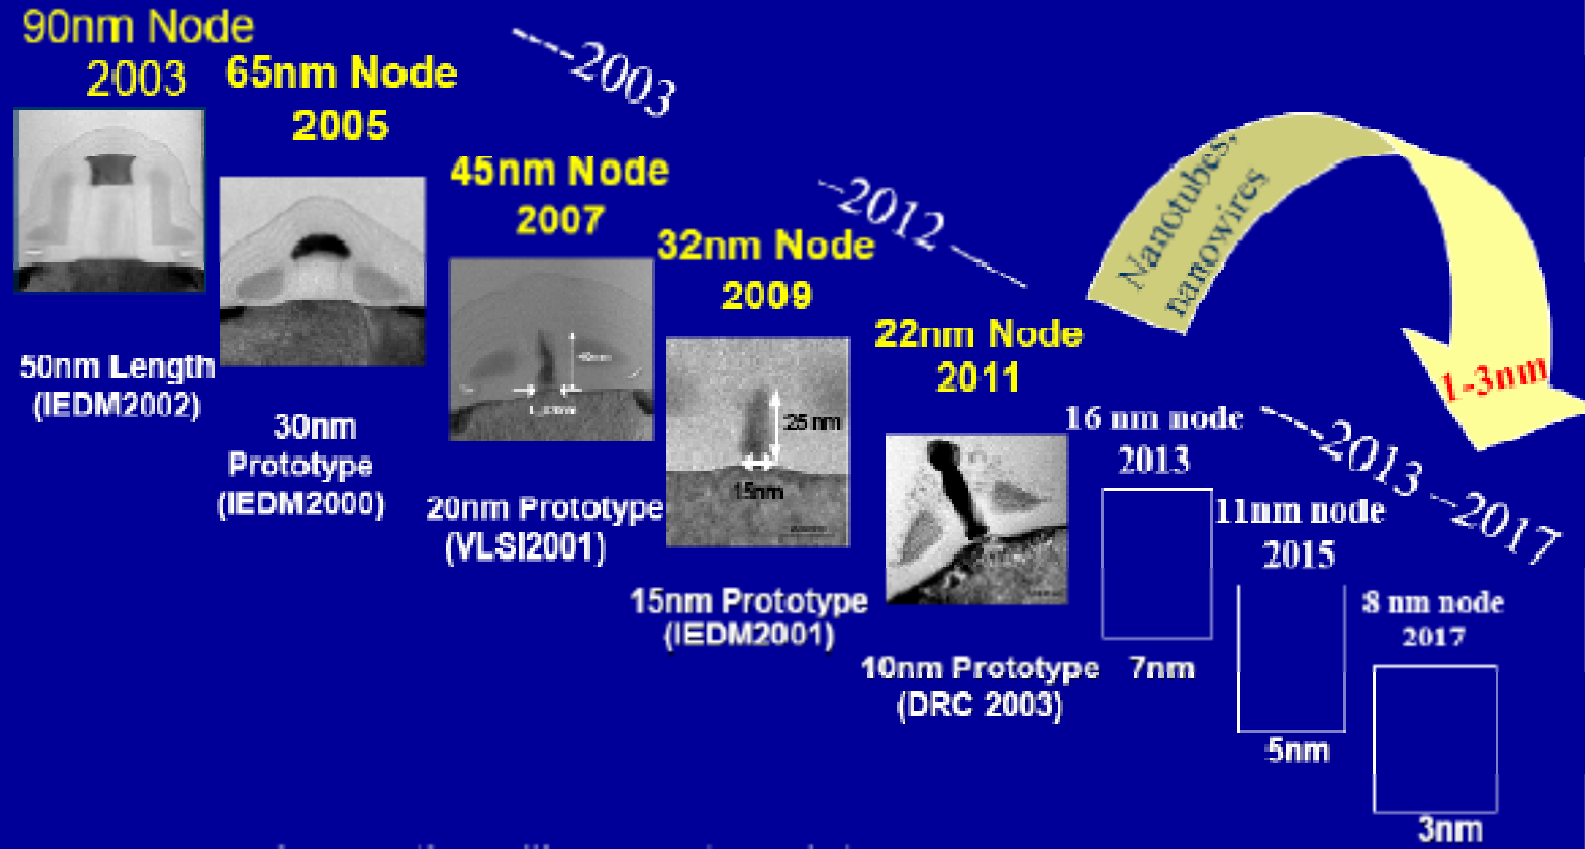 90nm Node
2003
65nm Node
2005
45nm Node
2007
32nm Node
2009
22nm Node
2011
16 nm node
2013
11nm node
2015
8 nm node
2017
----2003
--2012 ----
----2013 --2017
Nanotubes,
nanowires
1-3nm
50nm Length
(IEDM2002)
30nm
Prototype
(IEDM2000)
20nm Prototype
(VLSI2001)
25 nm
15nm
15nm Prototype
(IEDM2001)
10nm Prototype
(DRC 2003)
7nm
5nm
3nm